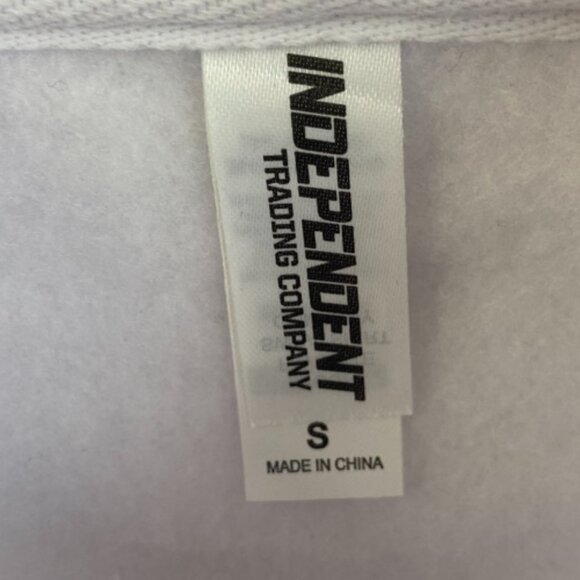 INDEPENDENT
TRADING COMPANY
S
MADE IN CHINA